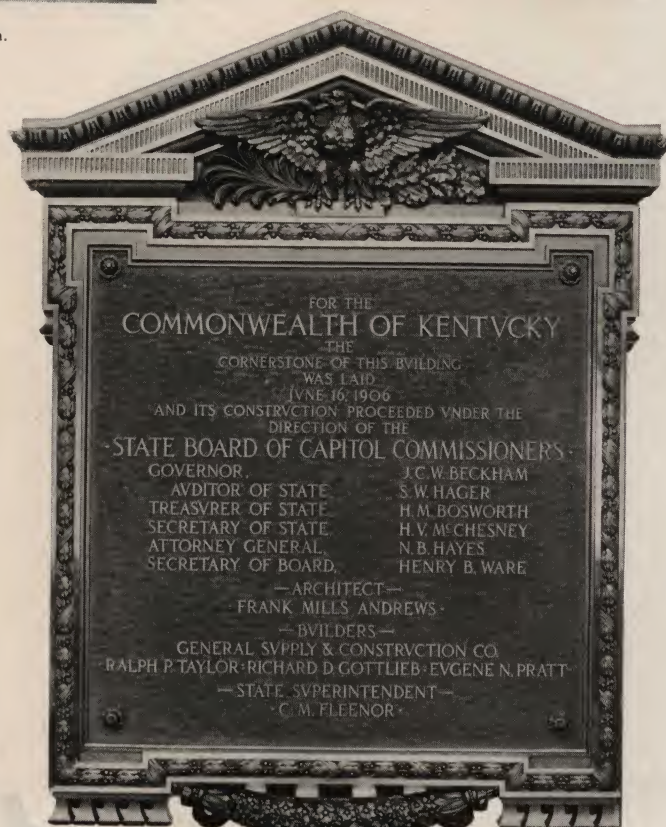 FOR THE
COMMONWEALTH OF KENTVCKY
THE
CORNERSTONE OF THIS BVILDING
WAS LAID
IVNE 16, 1906
AND ITS CONSTRVCTION PROCEEDED VNDER THE
DIRECTION OF THE
·STATE BOARD OF CAPITOL COMMISSIONERS·
GOVERNOR, J.C.W. BECKHAM
AVDITOR OF STATE S.W. HAGER
TREASVRER OF STATE H.M. BOSWORTH
SECRETARY OF STATE H.V. McCHESNEY
ATTORNEY GENERAL, N.B. HAYES
SECRETARY OF BOARD, HENRY B. WARE
—ARCHITECT—
·FRANK MILLS ANDREWS·
—BVILDERS—
GENERAL SVPPLY & CONSTRVCTION CO.
·RALPH P. TAYLOR·RICHARD D. GOTTLIEB·EVGENE N. PRATT·
—STATE SVPERINTENDENT—
·C. M. FLEENOR·